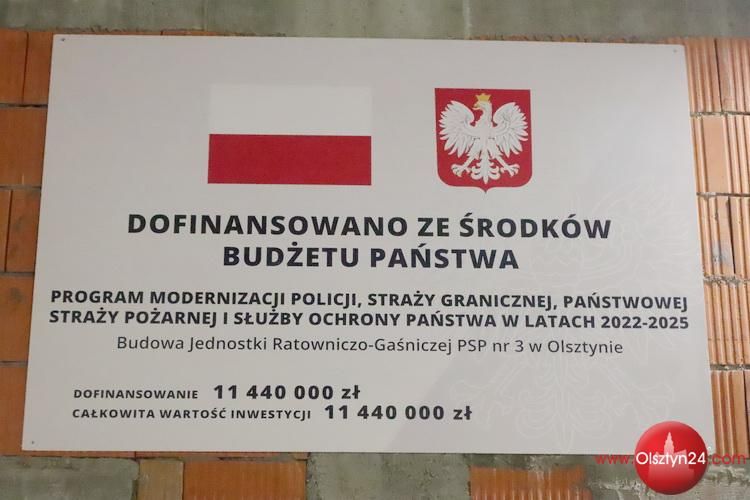 DOFINANSOWANO ZE ŚRODKÓW
BUDŻETU PAŃSTWA
PROGRAM MODERNIZACJI POLICJI, STRAŻY GRANICZNEJ, PAŃSTWOWEJ
STRAŻY POŻARNEJ I SŁUŻBY OCHRONY PAŃSTWA W LATACH 2022-2025
Budowa Jednostki Ratowniczo-Gaśniczej PSP nr 3 w Olsztynie
DOFINANSOWANIE 11 440 000 zł
CAŁKOWITA WARTOŚĆ INWESTYCJI 11 440 000 zł
www.Olsztyn24.com